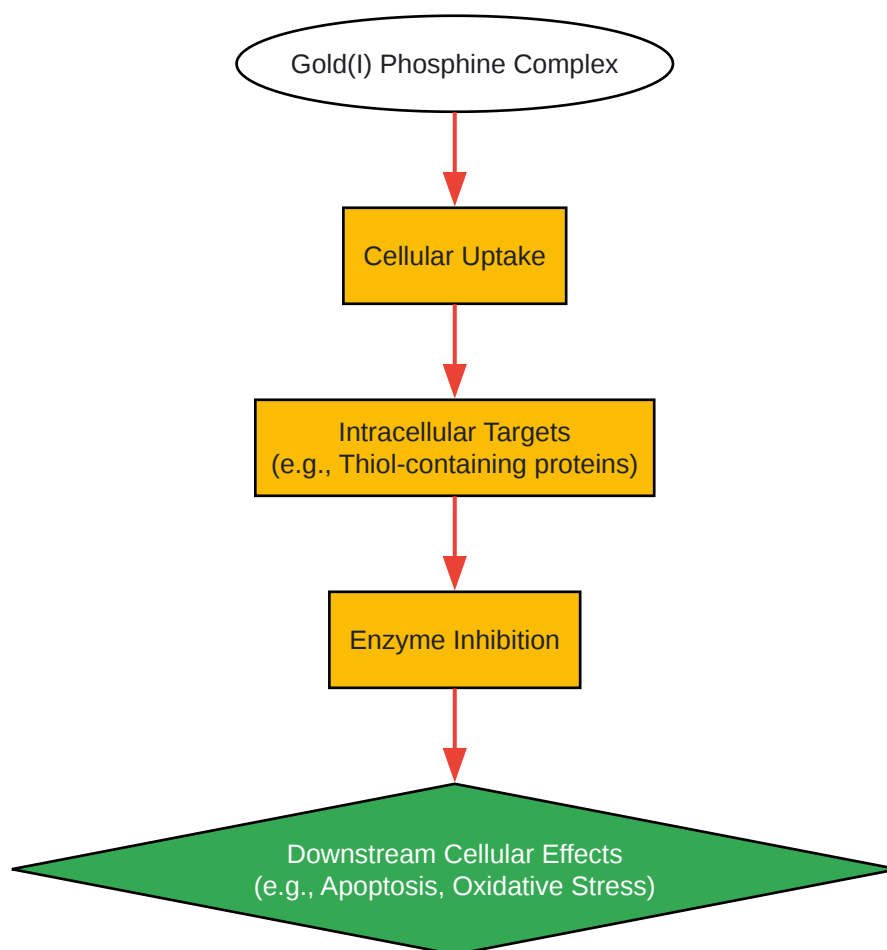 Gold(I) Phosphine Complex
Cellular Uptake
Intracellular Targets
(e.g., Thiol-containing proteins)
Enzyme Inhibition
Downstream Cellular Effects
(e.g., Apoptosis, Oxidative Stress)